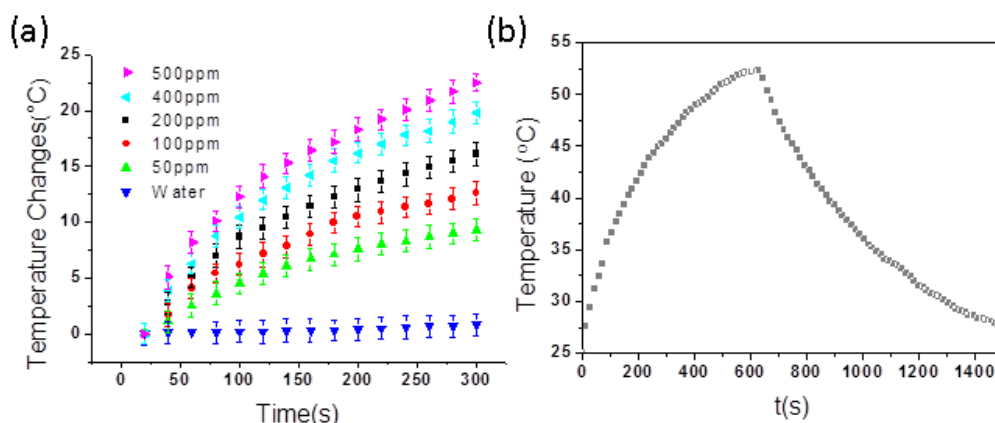 (a)
25
20
15
10
5
0
Temperature Changes(°C)
500ppm
400ppm
200ppm
100ppm
50ppm
Water
0 50 100 150 200 250 300
Time(s)
(b)
55
50
45
40
35
30
25
Temperature (°C)
0 200 400 600 800 1000 1200 1400
t(s)